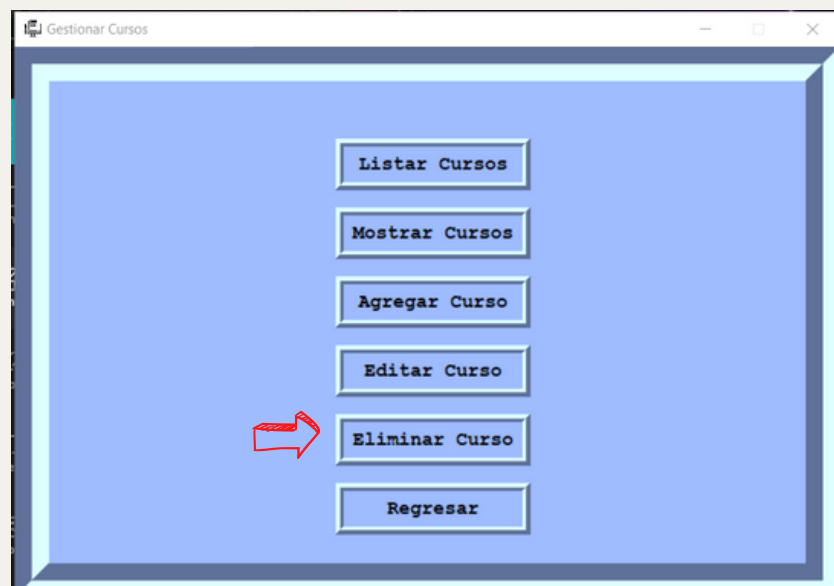 Gestionar Cursos
Listar Cursos
Mostrar Cursos
Agregar Curso
Editar Curso
Eliminar Curso
Regresar